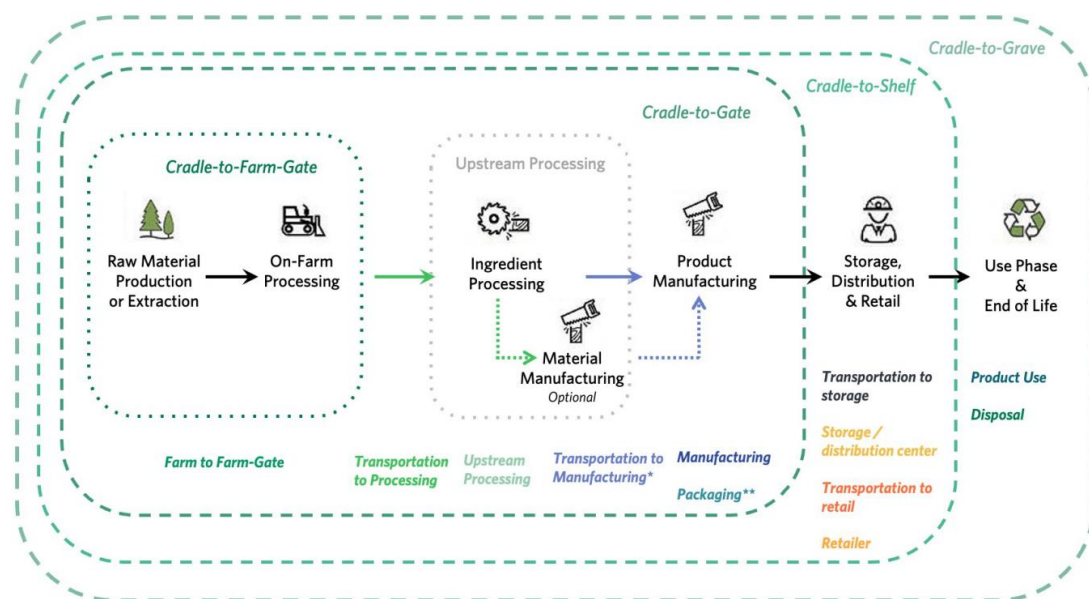 Cradle-to-Grave
Cradle-to-Shelf
Cradle-to-Gate
Cradle-to-Farm-Gate
Upstream Processing
Raw Material
Production
or Extraction
On-Farm
Processing
Ingredient
Processing
Material
Manufacturing
Optional
Product
Manufacturing
Storage,
Distribution
& Retail
Use Phase
&
End of Life
Farm to Farm-Gate
Transportation
to Processing
Upstream
Processing
Transportation to
Manufacturing*
Manufacturing
Packaging**
Transportation to
storage
Storage /
distribution center
Transportation to
retail
Retailer
Product Use
Disposal